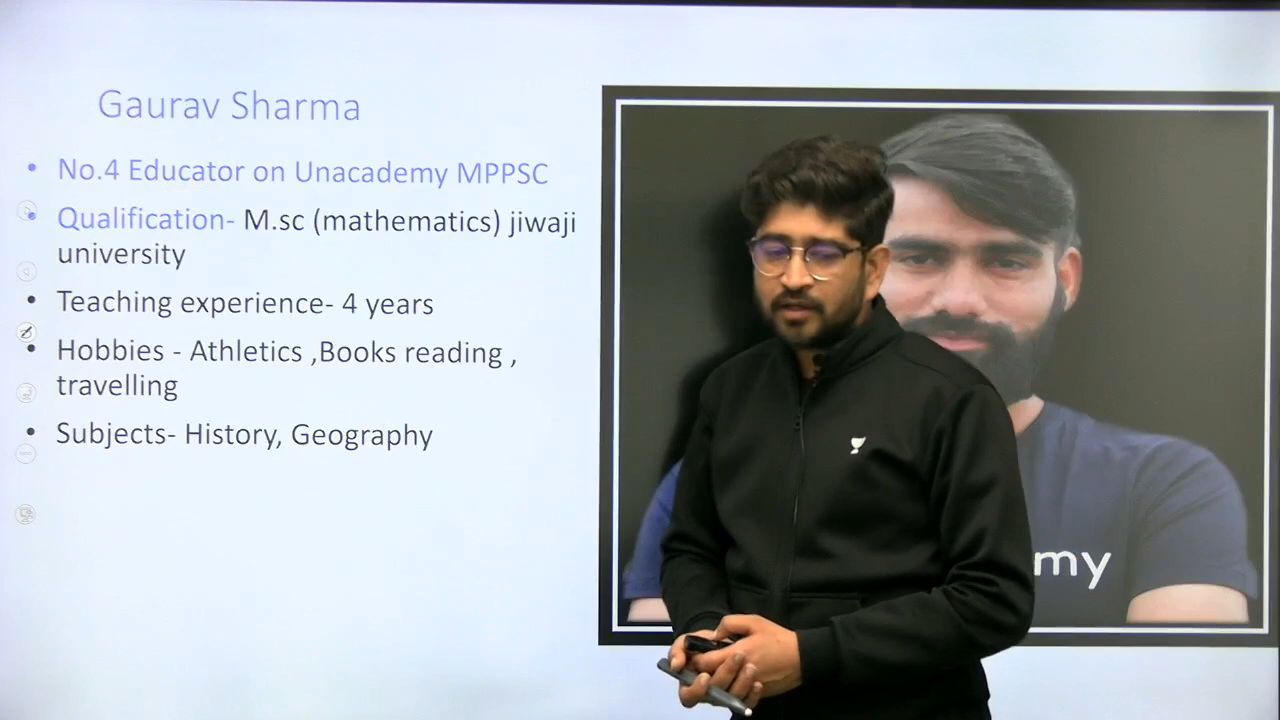 Gaurav Sharma
• No.4 Educator on Unacademy MPPSC
• Qualification- M.sc (mathematics) jiwaji
university
• Teaching experience- 4 years
• Hobbies - Athletics ,Books reading ,
travelling
• Subjects- History, Geography
my